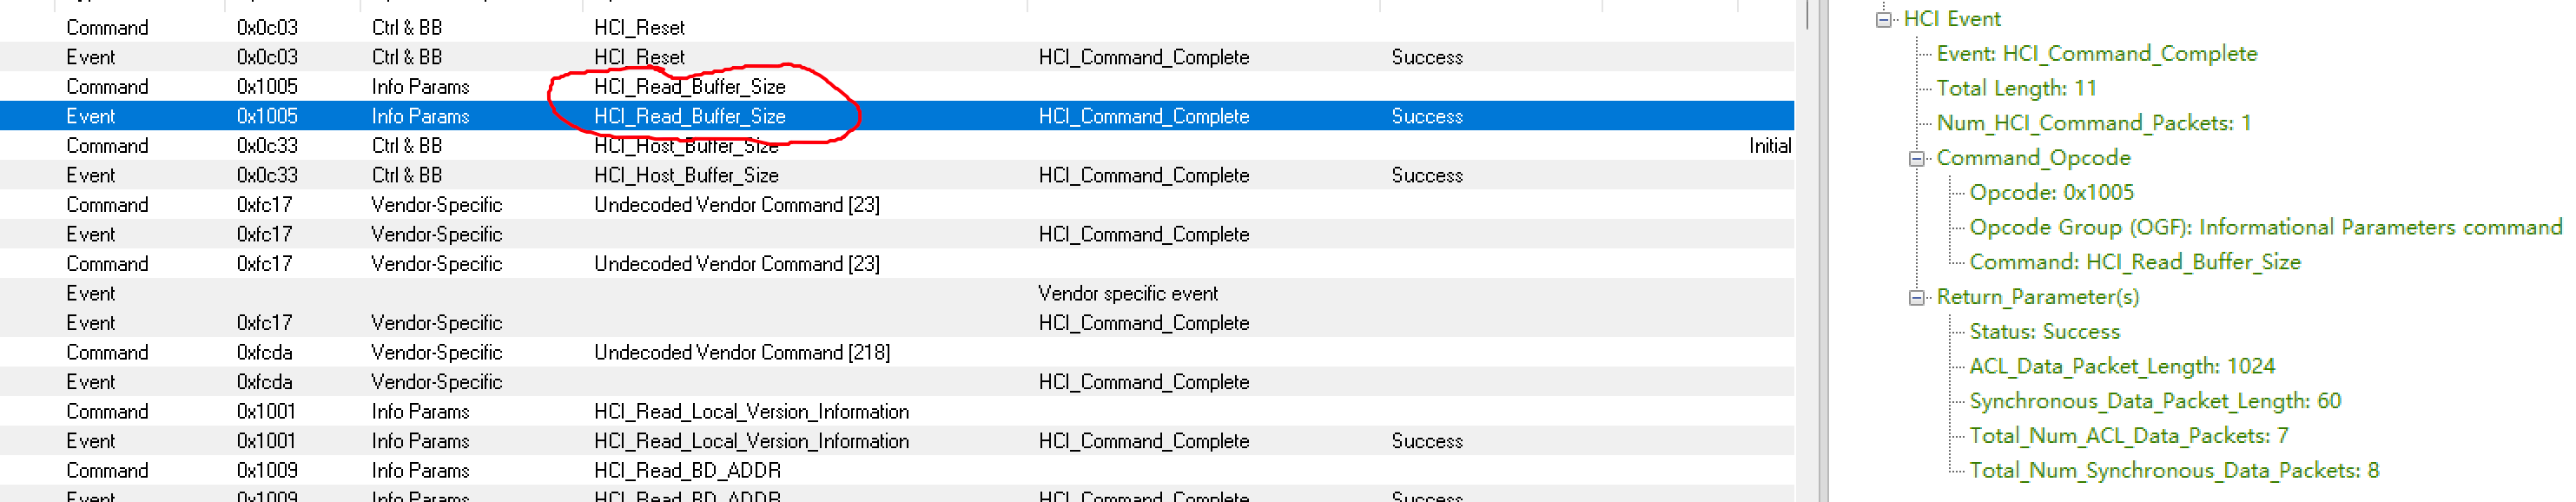 Command 0x0c03 Ctrl & BB HCI_Reset
Event 0x0c03 Ctrl & BB HCI_Reset HCI_Command_Complete Success
Command 0x1005 Info Params HCI_Read_Buffer_Size
Event 0x1005 Info Params HCI_Read_Buffer_Size HCI_Command_Complete Success
Command 0x0c33 Ctrl & BB HCI_Host_Buffer_Size Initial
Event 0x0c33 Ctrl & BB HCI_Host_Buffer_Size HCI_Command_Complete Success
Command 0xfc17 Vendor-Specific Undecoded Vendor Command [23]
Event 0xfc17 Vendor-Specific HCI_Command_Complete
Command 0xfc17 Vendor-Specific Undecoded Vendor Command [23]
Event Vendor specific event
Event 0xfc17 Vendor-Specific HCI_Command_Complete
Command 0xfcda Vendor-Specific Undecoded Vendor Command [218]
Event 0xfcda Vendor-Specific HCI_Command_Complete
Command 0x1001 Info Params HCI_Read_Local_Version_Information
Event 0x1001 Info Params HCI_Read_Local_Version_Information HCI_Command_Complete Success
Command 0x1009 Info Params HCI_Read_BD_ADDR
Event 0x1009 Info Params HCI_Read_BD_ADDR HCI_Command_Complete Success
HCI Event
Event: HCI_Command_Complete
Total Length: 11
Num_HCI_Command_Packets: 1
Command_Opcode
Opcode: 0x1005
Opcode Group (OGF): Informational Parameters command
Command: HCI_Read_Buffer_Size
Return_Parameter(s)
Status: Success
ACL_Data_Packet_Length: 1024
Synchronous_Data_Packet_Length: 60
Total_Num_ACL_Data_Packets: 7
Total_Num_Synchronous_Data_Packets: 8